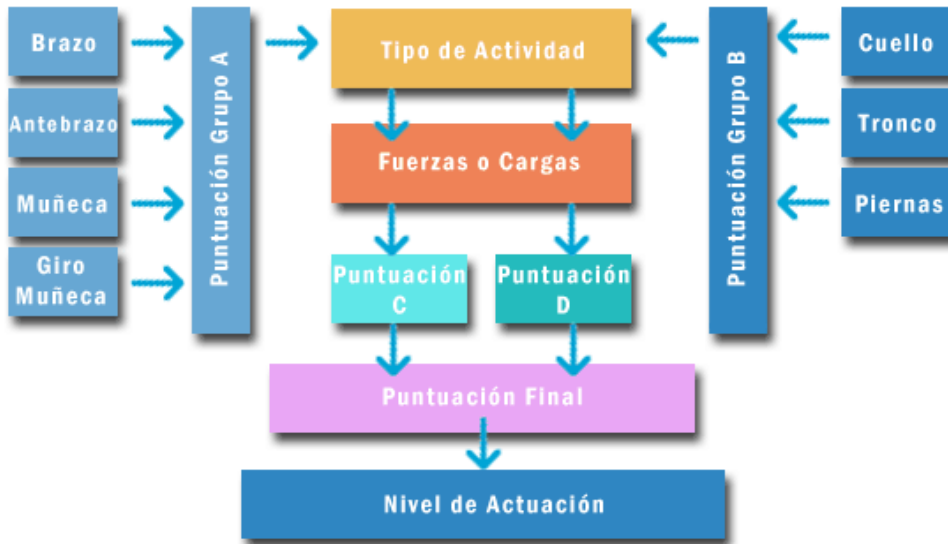 Brazo
Antebrazo
Muñeca
Giro
Muñeca
Puntuación Grupo A
Tipo de Actividad
Fuerzas o Cargas
Puntuación
C
Puntuación
D
Puntuación Final
Nivel de Actuación
Puntuación Grupo B
Cuello
Tronco
Piernas